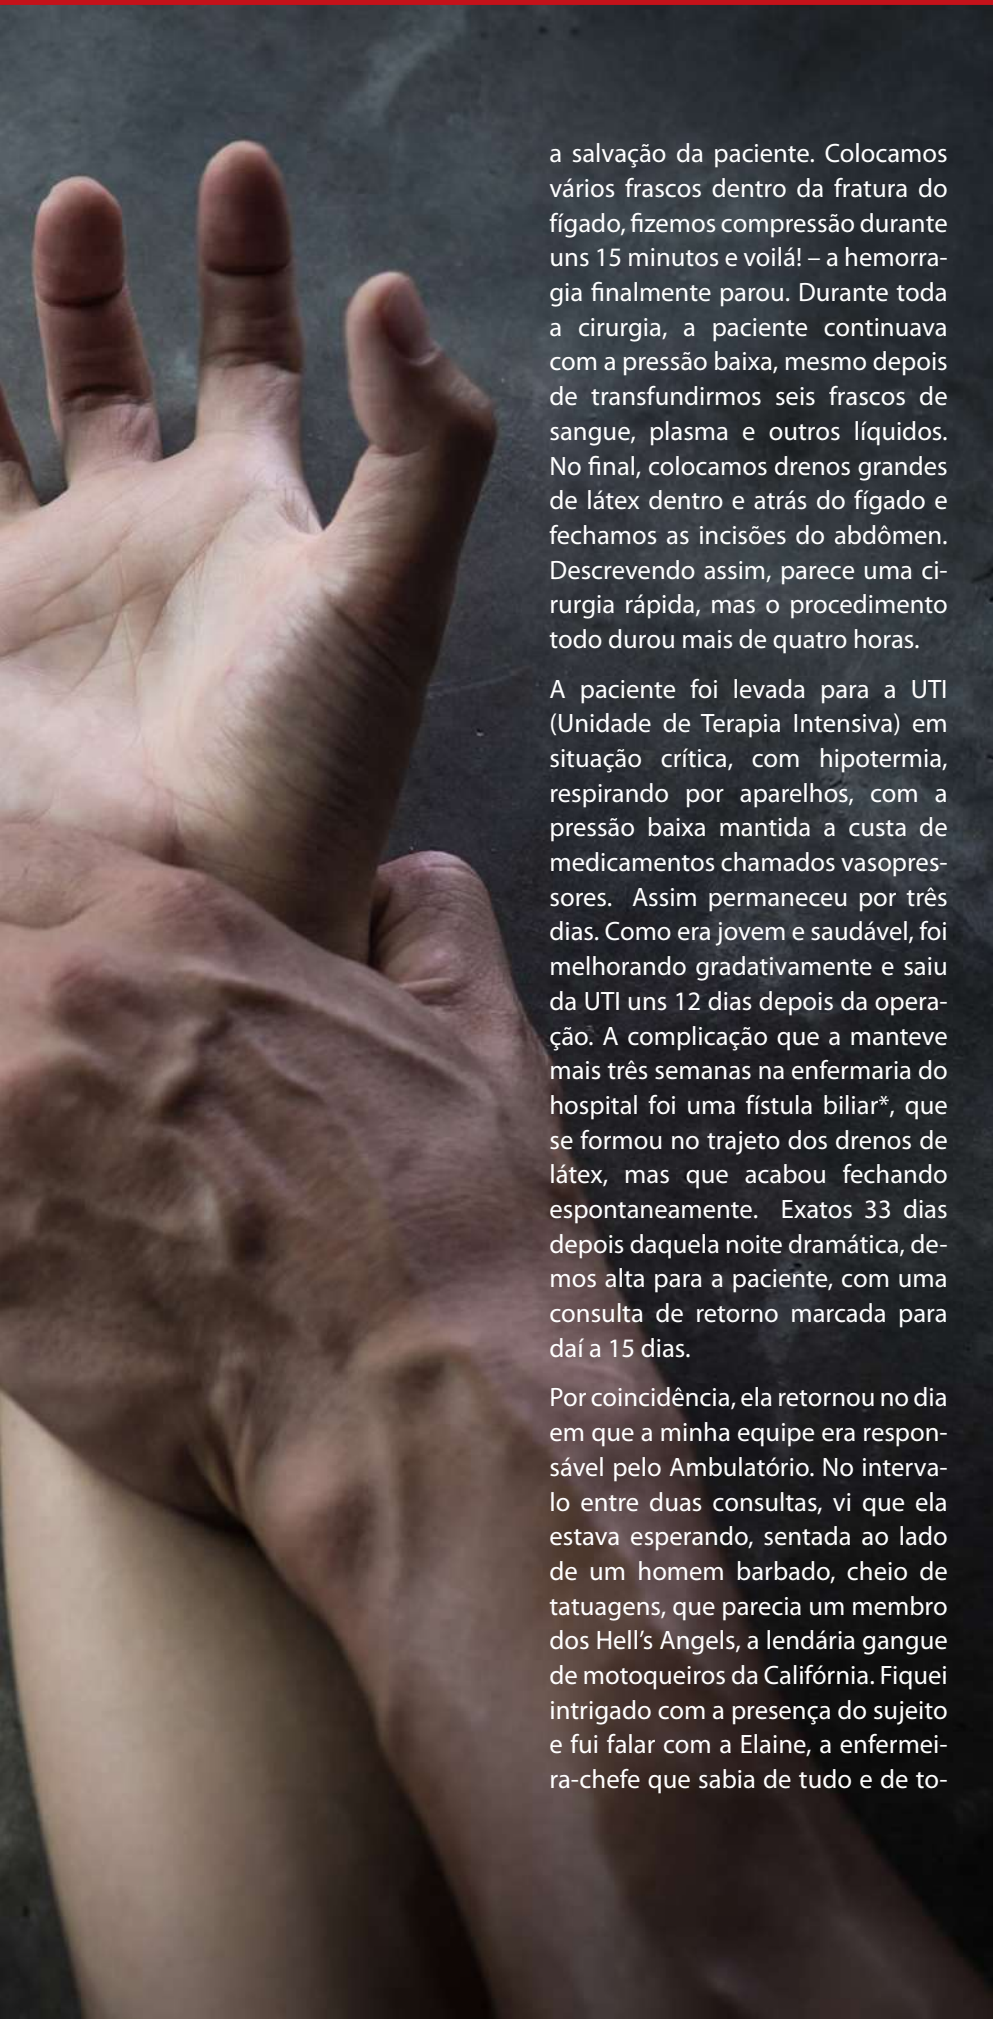 a salvação da paciente. Colocamos
vários frascos dentro da fratura do
fígado, fizemos compressão durante
uns 15 minutos e voilá! – a hemorra-
gia finalmente parou. Durante toda
a cirurgia, a paciente continuava
com a pressão baixa, mesmo depois
de transfundirmos seis frascos de
sangue, plasma e outros líquidos.
No final, colocamos drenos grandes
de látex dentro e atrás do fígado e
fechamos as incisões do abdômen.
Descrevendo assim, parece uma ci-
rurgia rápida, mas o procedimento
todo durou mais de quatro horas.
A paciente foi levada para a UTI
(Unidade de Terapia Intensiva) em
situação crítica, com hipotermia,
respirando por aparelhos, com a
pressão baixa mantida a custa de
medicamentos chamados vasopres-
sores. Assim permaneceu por três
dias. Como era jovem e saudável, foi
melhorando gradativamente e saiu
da UTI uns 12 dias depois da opera-
ção. A complicação que a manteve
mais três semanas na enfermaria do
hospital foi uma fístula biliar*, que
se formou no trajeto dos drenos de
látex, mas que acabou fechando
espontaneamente. Exatos 33 dias
depois daquela noite dramática, de-
mos alta para a paciente, com uma
consulta de retorno marcada para
daí a 15 dias.
Por coincidência, ela retornou no dia
em que a minha equipe era respon-
sável pelo Ambulatório. No interva-
lo entre duas consultas, vi que ela
estava esperando, sentada ao lado
de um homem barbado, cheio de
tatuagens, que parecia um membro
dos Hell’s Angels, a lendária gangue
de motoqueiros da Califórnia. Fiquei
intrigado com a presença do sujeito
e fui falar com a Elaine, a enfermei-
ra-chefe que sabia de tudo e de to-